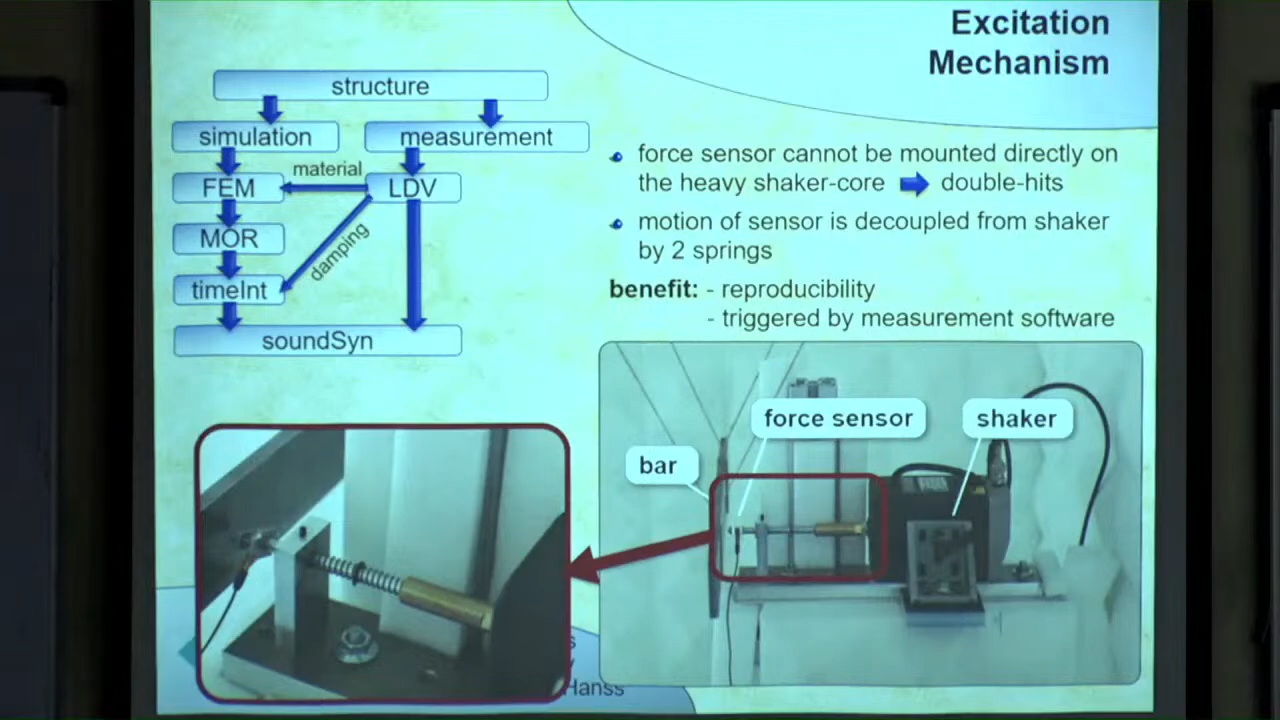 Excitation
Mechanism
structure
simulation
measurement
material
FEM
LDV
MOR
damping
timeInt
soundSyn
force sensor cannot be mounted directly on
the heavy shaker-core double-hits
motion of sensor is decoupled from shaker
by 2 springs
benefit: - reproducibility
- triggered by measurement software
force sensor
shaker
bar
Hanss